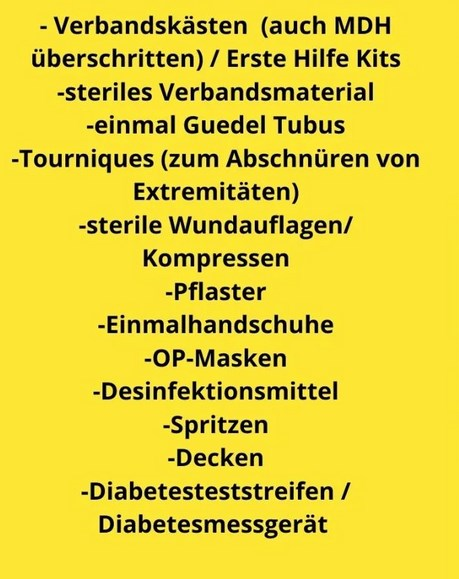 - Verbandskästen  (auch MDH
überschritten) / Erste Hilfe Kits
-steriles Verbandsmaterial
-einmal Guedel Tubus
-Tourniques (zum Abschnüren von
Extremitäten)
-sterile Wundauflagen/
Kompressen
-Pflaster
-Einmalhandschuhe
-OP-Masken
-Desinfektionsmittel
-Spritzen
-Decken
-Diabetesteststreifen /
Diabetesmessgerät